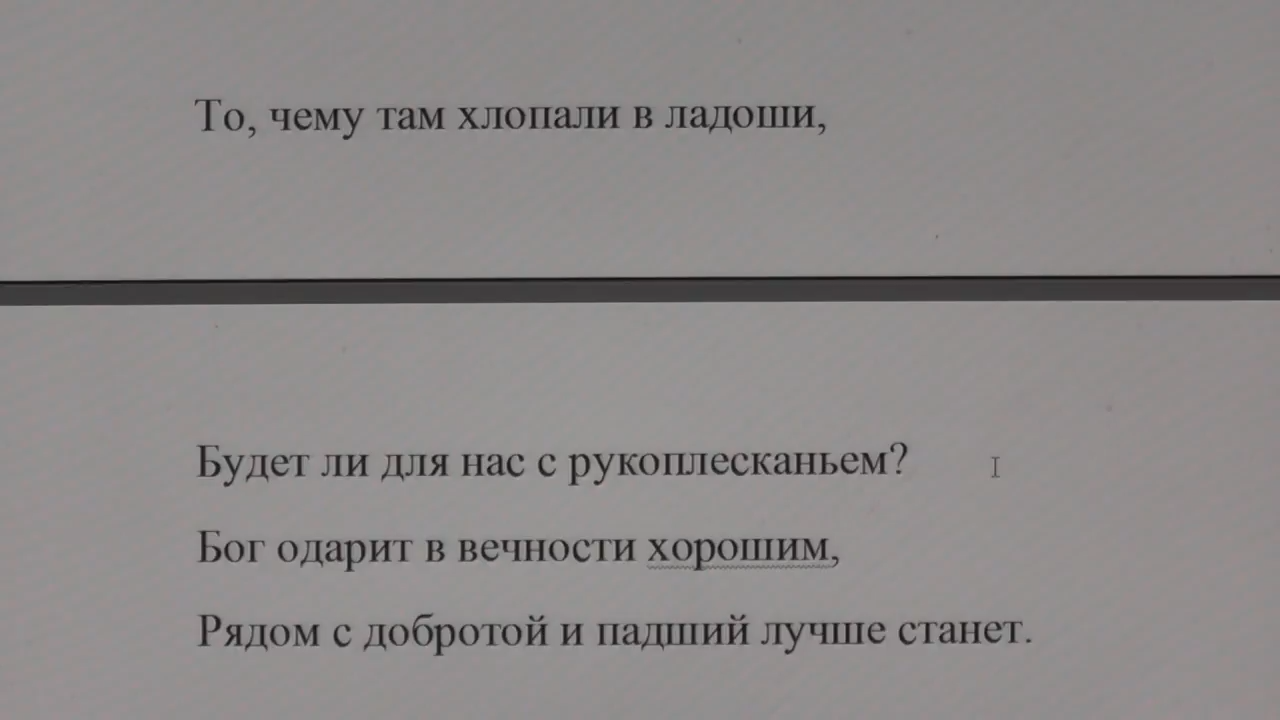 То, чему там хлопали в ладоши,
Будет ли для нас с рукоплесканьем?
Бог одарит в вечности хорошим,
Рядом с добротой и падший лучше станет.